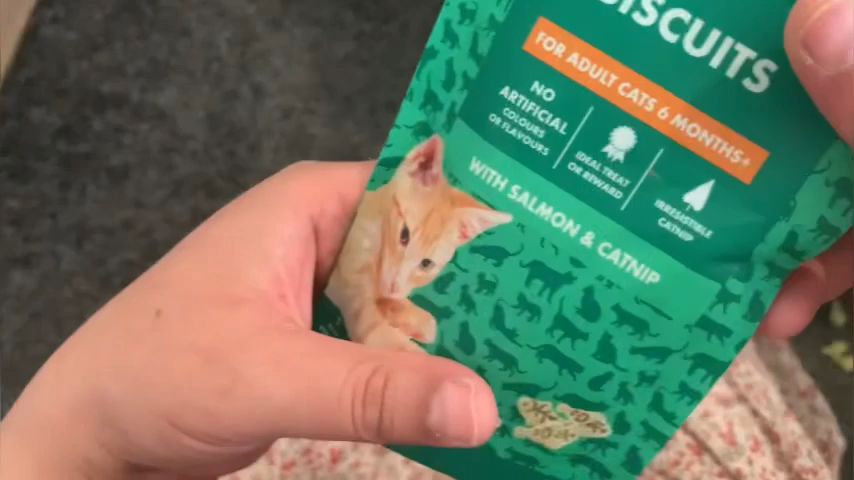 BISCUITS
FOR ADULT CATS 6 MONTHS+
NO
ARTIFICIAL
COLOURS
OR FLAVOURS
IDEAL TREAT
OR REWARD
IRRESISTIBLE
CATNIP
WITH SALMON & CATNIP